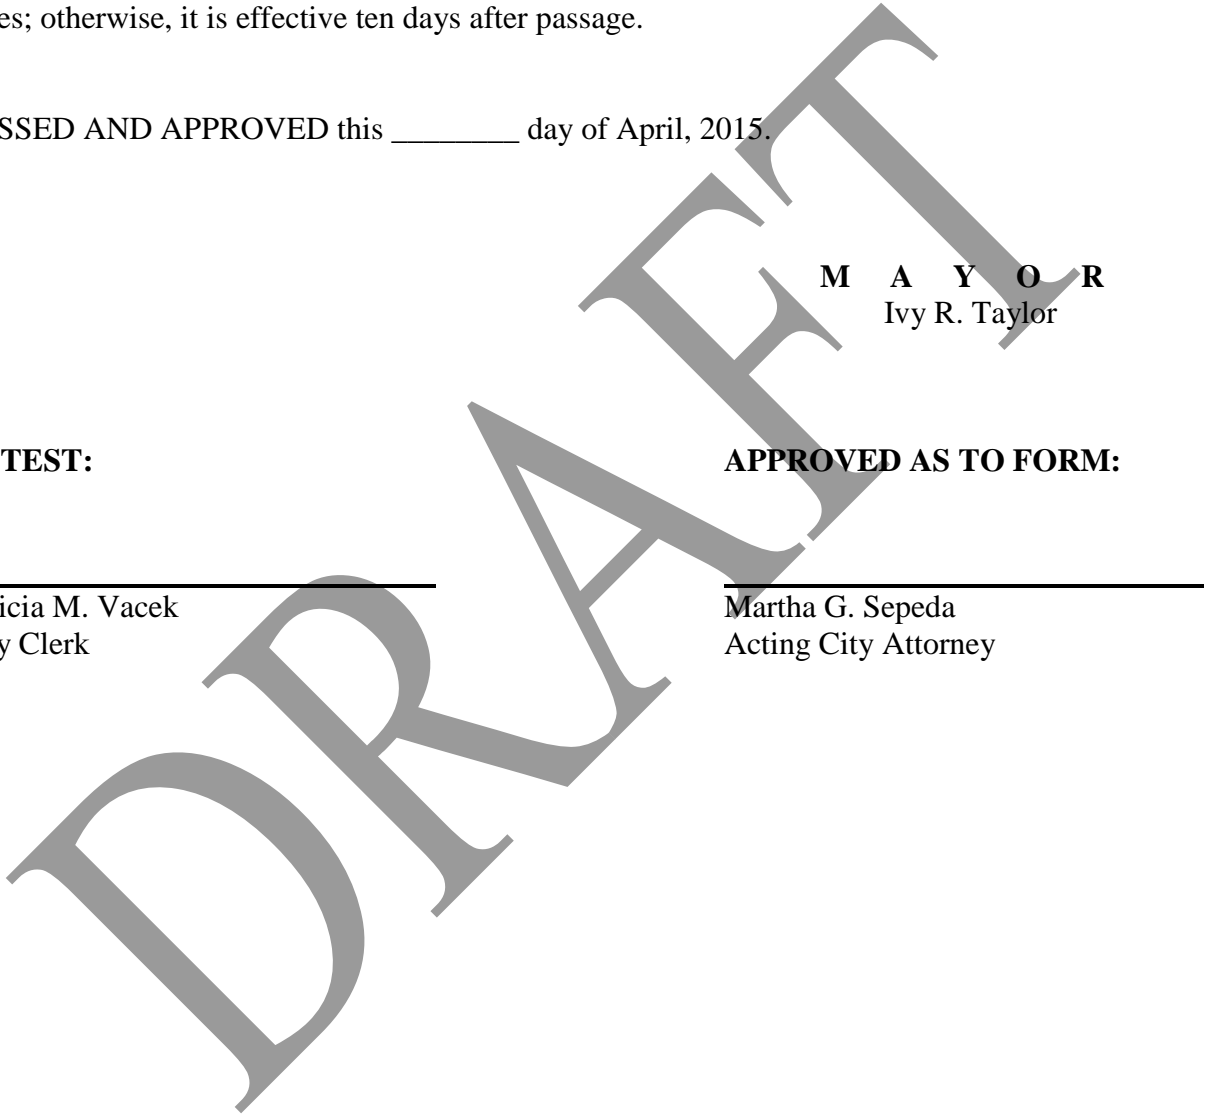 es; otherwise, it is effective ten days after passage.
SSED AND APPROVED this ________ day of April, 2015.
M A Y O R
Ivy R. Taylor
TEST:
APPROVED AS TO FORM:
icia M. Vacek
Martha G. Sepeda
y Clerk
Acting City Attorney
DRAFT